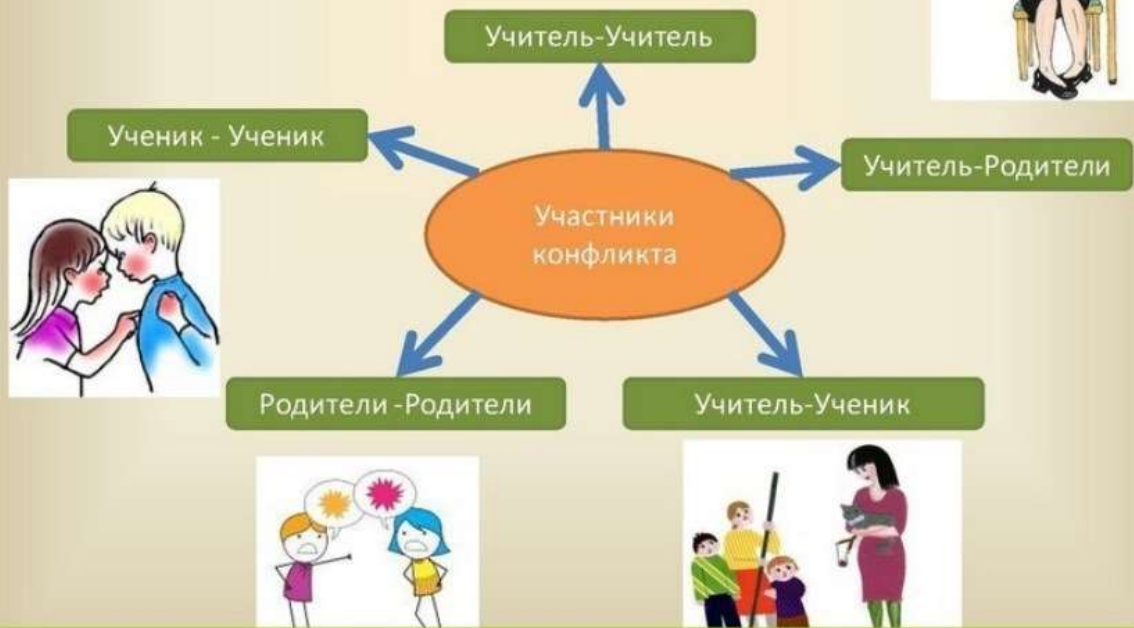 Учитель-Учитель
Ученик - Ученик
Учитель-Родители
Участники
конфликта
Родители -Родители
Учитель-Ученик